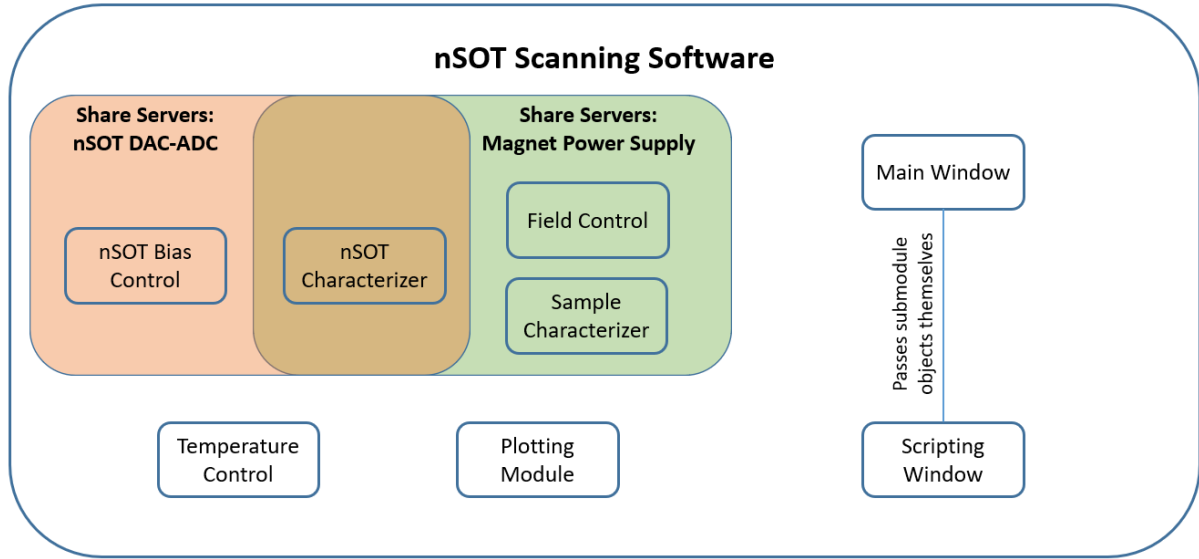 nSOT Scanning Software
Share Servers:
nSOT DAC-ADC
Share Servers:
Magnet Power Supply
nSOT Bias
Control
nSOT
Characterizer
Field Control
Sample
Characterizer
Main Window
Passes submodule
objects themselves
Temperature
Control
Plotting
Module
Scripting
Window